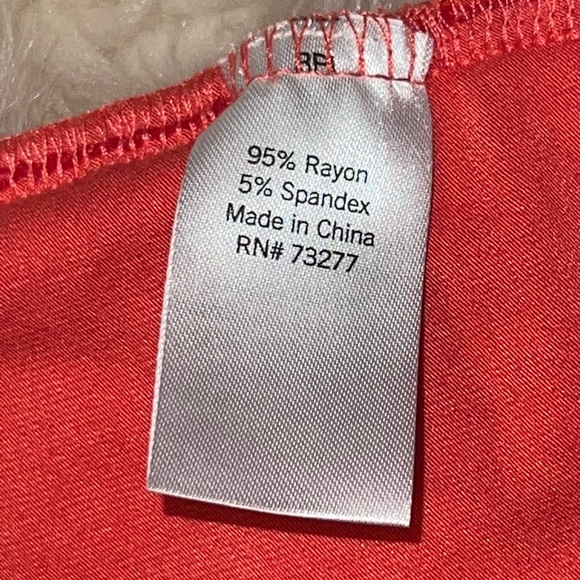 95% Rayon
5% Spandex
Made in China
RN# 73277